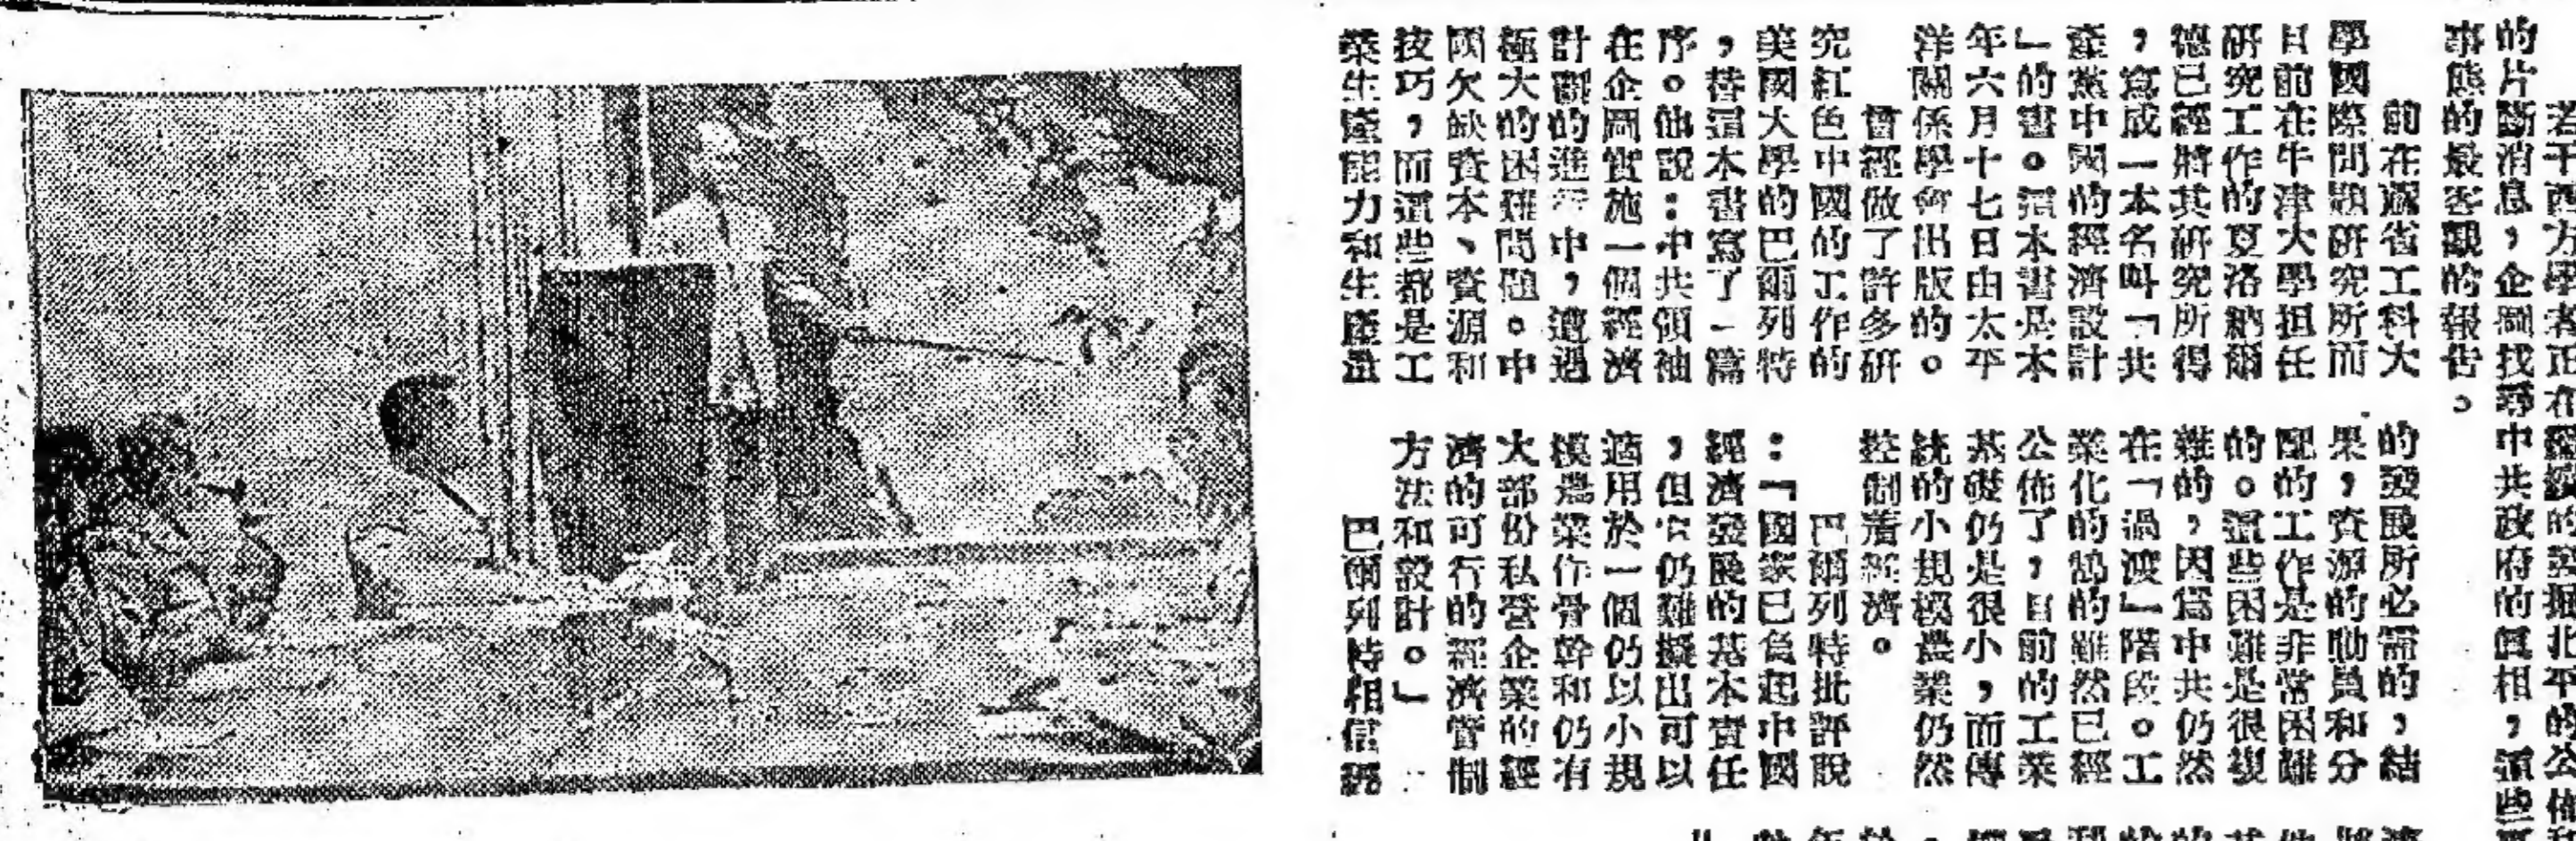 若干西方學者正在繼續的發掘北平的公佈
的片斷消息，企圖找尋中共政府的眞相，這些
事態的最客觀的報告。
前在麻省工科大
學國際問題研究所而
目前在牛津大學担任
研究工作的夏洛納爾
德已經將其研究所得
，寫成一本名叫「共
產黨中國的經濟設計
」的書。這本書是本
年六月十七日由太平
洋關係學會出版的。
曾經做了許多研
究紅色中國的工作的
美國大學的巴爾列特
，替這本書寫了一篇
序。他說：中共領袖
在企圖實施一個經濟
計劃的進行中，遭遇
極大的困難問題。中
國欠缺資本、資源和
技巧，而這些都是工
業生產能力和生產量
的發展所必需的，結
果，資源的動員和分
配的工作是非常困難
的。這些困難是很複
雜的，因爲中共仍然
在「過渡」階段。工
業化的鵠的雖然已經
公佈了，目前的工業
基礎仍是很小，而傳
統的小規模農業仍然
控制着經濟。
巴爾列特批評說
：「國家已負起中國
經濟發展的基本責任
，但它仍難擬出可以
適用於一個仍以小規
模農業作骨幹和仍有
大部份私營企業的經
濟的可行的經濟管制
方法和設計。」
巴爾列特相信經